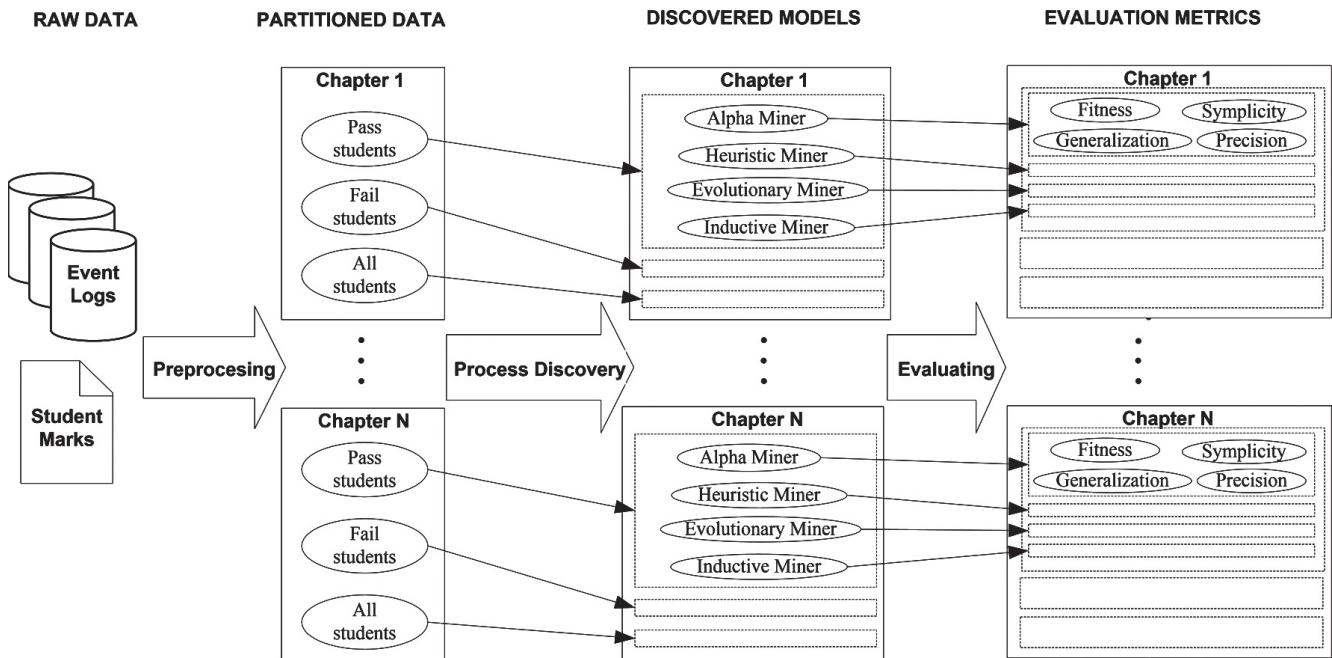 RAW DATA
PARTITIONED DATA
DISCOVERED MODELS
EVALUATION METRICS
Event
Logs
Student
Marks
Preprocesing
Chapter 1
Pass
students
Fail
students
All
students
Process Discovery
Chapter 1
Alpha Miner
Heuristic Miner
Evolutionary Miner
Inductive Miner
Evaluating
Chapter 1
Fitness
Symplicity
Generalization
Precision
Chapter N
Pass
students
Fail
students
All
students
Chapter N
Alpha Miner
Heuristic Miner
Evolutionary Miner
Inductive Miner
Chapter N
Fitness
Symplicity
Generalization
Precision